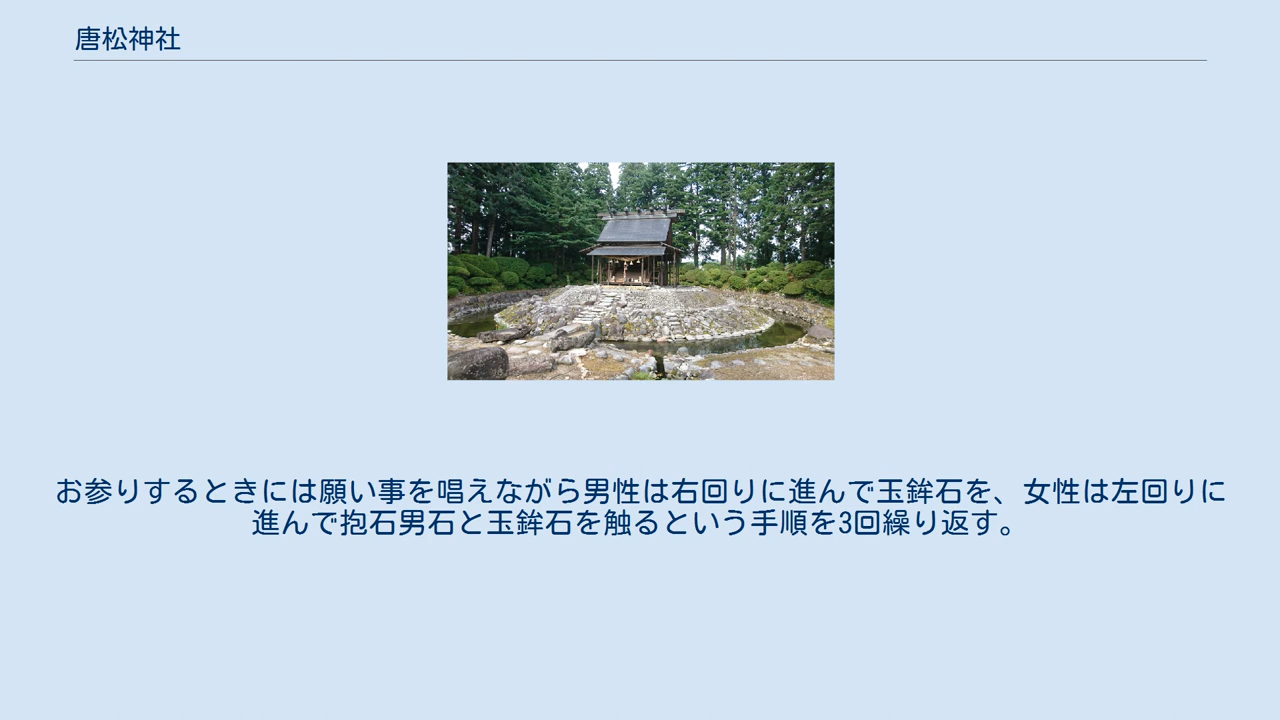 唐松神社
お参りするときには願い事を唱えながら男性は右回りに進んで玉鉾石を、女性は左回りに
進んで抱石男石と玉鉾石を触るという手順を3回繰り返す。